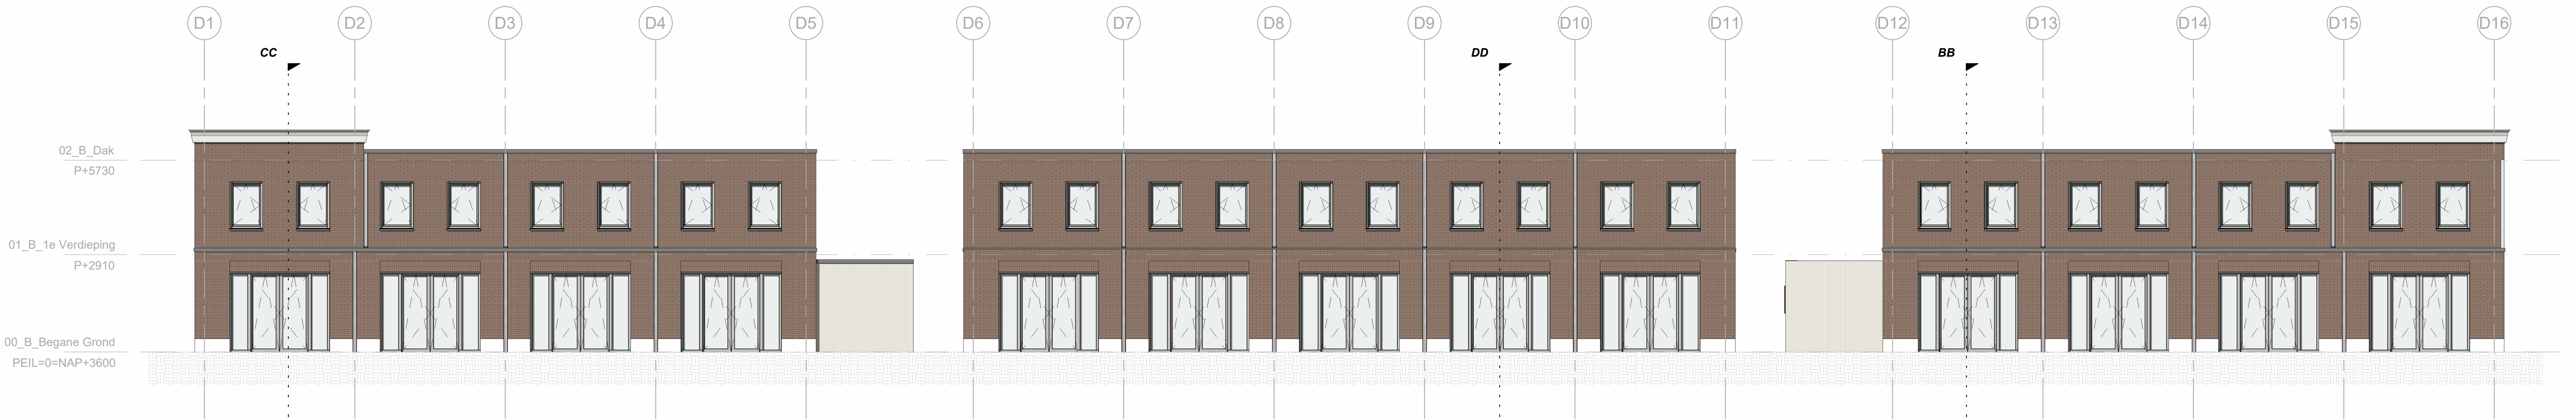 D1 D2 D3 D4 D5 D6 D7 D8 D9 D10 D11 D12 D13 D14 D15 D16
CC DD BB
02_B_Dak
P+5730
01_B_1e Verdieping
P+2910
00_B_Begane Grond
PEIL=0=NAP+3600